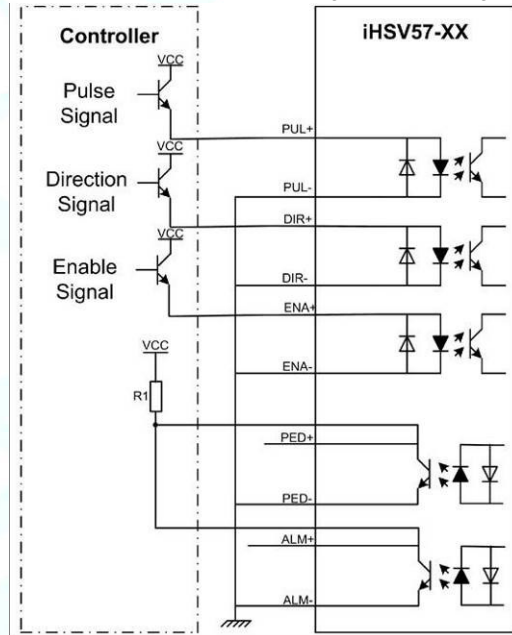 Controller
iHSV57-XX
VCC
Pulse
Signal
PUL+
VCC
PUL-
Direction
Signal
DIR+
VCC
Enable
Signal
DIR-
ENA+
VCC
ENA-
R1
PED+
PED-
ALM+
ALM-